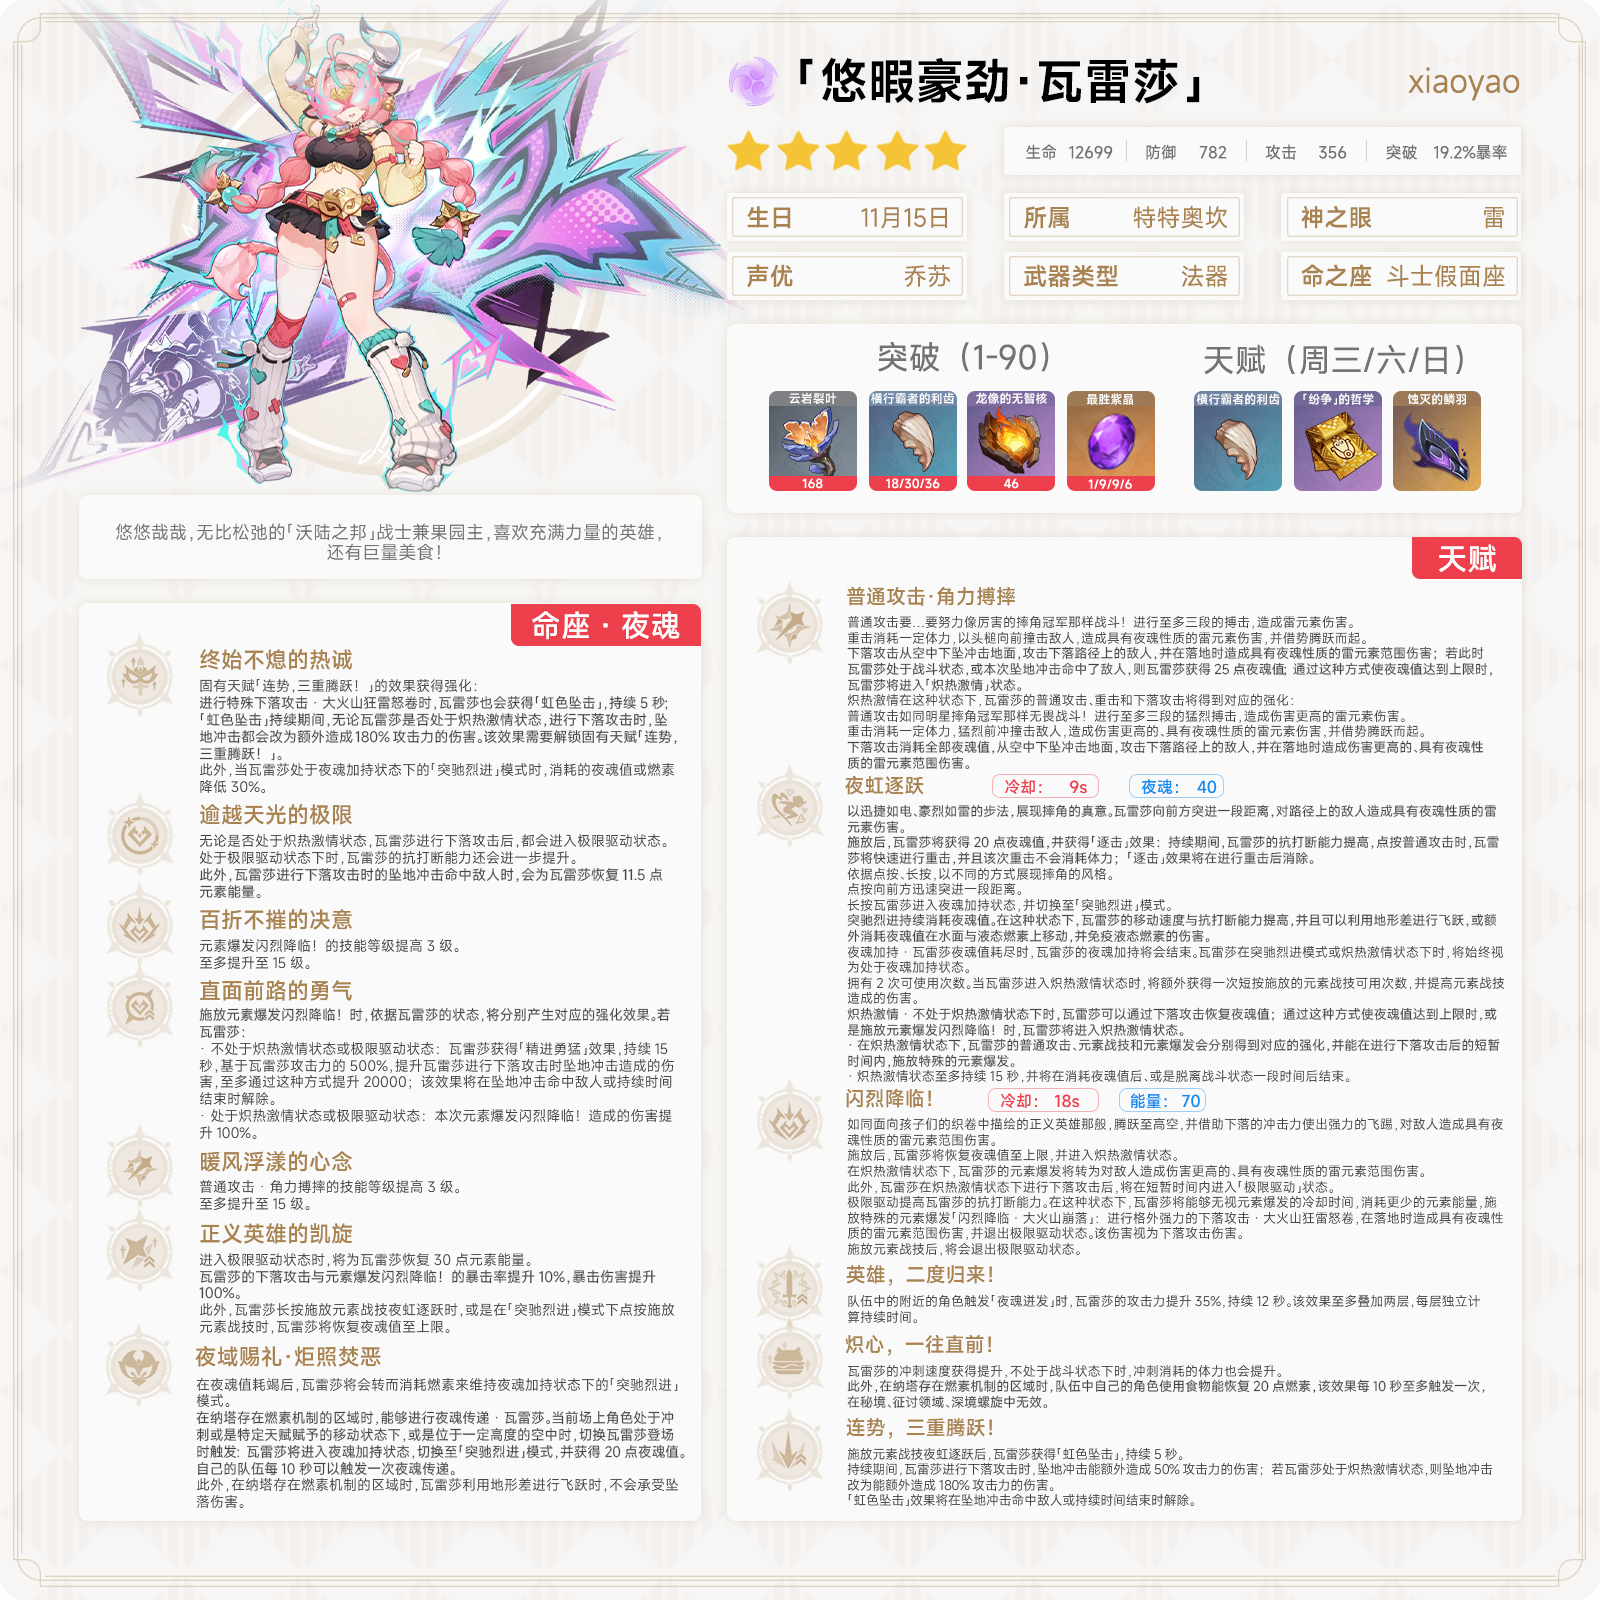 「悠暇豪劲·瓦雷莎」
xiaoyao
生命 12699 防御 782 攻击 356 突破 19.2%暴率
生日 11月15日
所属 特特奥坎
神之眼 雷
声优 乔苏
武器类型 法器
命之座 斗士假面座
突破（1-90）
天赋（周三/六/日）
云岩裂叶
横行霸者的利齿
龙像的无智核
最胜紫晶
横行霸者的利齿
「纷争」的哲学
蚀灭的鳞羽
168
18/30/36
46
1/9/9/6
悠悠哉哉,无比松弛的「沃陆之邦」战士兼果园主,喜欢充满力量的英雄,
还有巨量美食!
命座 · 夜魂
终始不熄的热诚
固有天赋「连势,三重腾跃！」的效果获得强化:
进行特殊下落攻击 · 大火山狂雷怒卷时,瓦雷莎也会获得「虹色坠击」,持续 5 秒;
「虹色坠击」持续期间,无论瓦雷莎是否处于炽热激情状态,进行下落攻击时,坠
地冲击都会改为额外造成180%攻击力的伤害。该效果需要解锁固有天赋「连势,
三重腾跃！」。
此外,当瓦雷莎处于夜魂加持状态下的「突驰烈进」模式时,消耗的夜魂值或燃素
降低 30%。
逾越天光的极限
无论是否处于炽热激情状态,瓦雷莎进行下落攻击后,都会进入极限驱动状态。
处于极限驱动状态下时,瓦雷莎的抗打断能力还会进一步提升。
此外,瓦雷莎进行下落攻击时的坠地冲击命中敌人时,会为瓦雷莎恢复 11.5 点
元素能量。
百折不摧的决意
元素爆发闪烈降临！的技能等级提高 3 级。
至多提升至 15 级。
直面前路的勇气
施放元素爆发闪烈降临！时,依据瓦雷莎的状态,将分别产生对应的强化效果。若
瓦雷莎:
· 不处于炽热激情状态或极限驱动状态：瓦雷莎获得「精进勇猛」效果,持续 15
秒,基于瓦雷莎攻击力的 500%,提升瓦雷莎进行下落攻击时坠地冲击造成的伤
害,至多通过这种方式提升 20000；该效果将在坠地冲击命中敌人或持续时间
结束时解除。
· 处于炽热激情状态或极限驱动状态：本次元素爆发闪烈降临！造成的伤害提
升 100%。
暖风浮漾的心念
普通攻击 · 角力搏摔的技能等级提高 3 级。
至多提升至 15 级。
正义英雄的凯旋
进入极限驱动状态时,将为瓦雷莎恢复 30 点元素能量。
瓦雷莎的下落攻击与元素爆发闪烈降临！的暴击率提升 10%,暴击伤害提升
100%。
此外,瓦雷莎长按施放元素战技夜虹逐跃时,或是在「突驰烈进」模式下点按施放
元素战技时,瓦雷莎将恢复夜魂值至上限。
夜域赐礼·炬照焚恶
在夜魂值耗竭后,瓦雷莎将会转而消耗燃素来维持夜魂加持状态下的「突驰烈进」
模式。
在纳塔存在燃素机制的区域时,能够进行夜魂传递 · 瓦雷莎。当前场上角色处于冲
刺或是特定天赋赋予的移动状态下,或是位于一定高度的空中时,切换瓦雷莎登场
时触发: 瓦雷莎将进入夜魂加持状态,切换至「突驰烈进」模式,并获得 20 点夜魂值。
自己的队伍每 10 秒可以触发一次夜魂传递。
此外,在纳塔存在燃素机制的区域时,瓦雷莎利用地形差进行飞跃时,不会承受坠
落伤害。
天赋
普通攻击·角力搏摔
普通攻击要…要努力像厉害的摔角冠军那样战斗！进行至多三段的搏击,造成雷元素伤害。
重击消耗一定体力,以头槌向前撞击敌人,造成具有夜魂性质的雷元素伤害,并借势腾跃而起。
下落攻击从空中下坠冲击地面,攻击下落路径上的敌人,并在落地时造成具有夜魂性质的雷元素范围伤害；若此时
瓦雷莎处于战斗状态,或本次坠地冲击命中了敌人,则瓦雷莎获得 25 点夜魂值; 通过这种方式使夜魂值达到上限时,
瓦雷莎将进入「炽热激情」状态。
炽热激情在这种状态下,瓦雷莎的普通攻击、重击和下落攻击将得到对应的强化:
普通攻击如同明星摔角冠军那样无畏战斗！进行至多三段的猛烈搏击,造成伤害更高的雷元素伤害。
重击消耗一定体力,猛烈前冲撞击敌人,造成伤害更高的、具有夜魂性质的雷元素伤害,并借势腾跃而起。
下落攻击消耗全部夜魂值,从空中下坠冲击地面,攻击下落路径上的敌人,并在落地时造成伤害更高的、具有夜魂性
质的雷元素范围伤害。
夜虹逐跃 冷却： 9s 夜魂： 40
以迅捷如电、豪烈如雷的步法,展现摔角的真意。瓦雷莎向前方突进一段距离,对路径上的敌人造成具有夜魂性质的雷
元素伤害。
施放后,瓦雷莎将获得 20 点夜魂值,并获得「逐击」效果：持续期间,瓦雷莎的抗打断能力提高,点按普通攻击时,瓦雷
莎将快速进行重击,并且该次重击不会消耗体力；「逐击」效果将在进行重击后消除。
依据点按、长按,以不同的方式展现摔角的风格。
点按向前方迅速突进一段距离。
长按瓦雷莎进入夜魂加持状态,并切换至「突驰烈进」模式。
突驰烈进持续消耗夜魂值。在这种状态下,瓦雷莎的移动速度与抗打断能力提高,并且可以利用地形差进行飞跃,或额
外消耗夜魂值在水面与液态燃素上移动,并免疫液态燃素的伤害。
夜魂加持 · 瓦雷莎夜魂值耗尽时,瓦雷莎的夜魂加持将会结束。瓦雷莎在突驰烈进模式或炽热激情状态下时,将始终视
为处于夜魂加持状态。
拥有 2 次可使用次数。当瓦雷莎进入炽热激情状态时,将额外获得一次短按施放的元素战技可用次数,并提高元素战技
造成的伤害。
炽热激情 · 不处于炽热激情状态下时,瓦雷莎可以通过下落攻击恢复夜魂值；通过这种方式使夜魂值达到上限时,或
是施放元素爆发闪烈降临！时,瓦雷莎将进入炽热激情状态。
· 在炽热激情状态下,瓦雷莎的普通攻击、元素战技和元素爆发会分别得到对应的强化,并能在进行下落攻击后的短暂
时间内,施放特殊的元素爆发。
· 炽热激情状态至多持续 15 秒,并将在消耗夜魂值后、或是脱离战斗状态一段时间后结束。
闪烈降临！ 冷却： 18s 能量： 70
如同面向孩子们的织卷中描绘的正义英雄那般,腾跃至高空,并借助下落的冲击力使出强力的飞踢,对敌人造成具有夜
魂性质的雷元素范围伤害。
施放后,瓦雷莎将恢复夜魂值至上限,并进入炽热激情状态。
在炽热激情状态下,瓦雷莎的元素爆发将转为对敌人造成伤害更高的、具有夜魂性质的雷元素范围伤害。
此外,瓦雷莎在炽热激情状态下进行下落攻击后,将在短暂时间内进入「极限驱动」状态。
极限驱动提高瓦雷莎的抗打断能力。在这种状态下,瓦雷莎将能够无视元素爆发的冷却时间,消耗更少的元素能量,施
放特殊的元素爆发「闪烈降临 · 大火山崩落」：进行格外强力的下落攻击 · 大火山狂雷怒卷,在落地时造成具有夜魂性
质的雷元素范围伤害,并退出极限驱动状态。该伤害视为下落攻击伤害。
施放元素战技后,将会退出极限驱动状态。
英雄，二度归来！
队伍中的附近的角色触发「夜魂迸发」时,瓦雷莎的攻击力提升 35%,持续 12 秒。该效果至多叠加两层,每层独立计
算持续时间。
炽心，一往直前！
瓦雷莎的冲刺速度获得提升,不处于战斗状态下时,冲刺消耗的体力也会提升。
此外,在纳塔存在燃素机制的区域时,队伍中自己的角色使用食物能恢复 20 点燃素,该效果每 10 秒至多触发一次,
在秘境、征讨领域、深境螺旋中无效。
连势，三重腾跃！
施放元素战技夜虹逐跃后,瓦雷莎获得「虹色坠击」,持续 5 秒。
持续期间,瓦雷莎进行下落攻击时,坠地冲击能额外造成 50%攻击力的伤害；若瓦雷莎处于炽热激情状态,则坠地冲击
改为能额外造成 180%攻击力的伤害。
「虹色坠击」效果将在坠地冲击命中敌人或持续时间结束时解除。